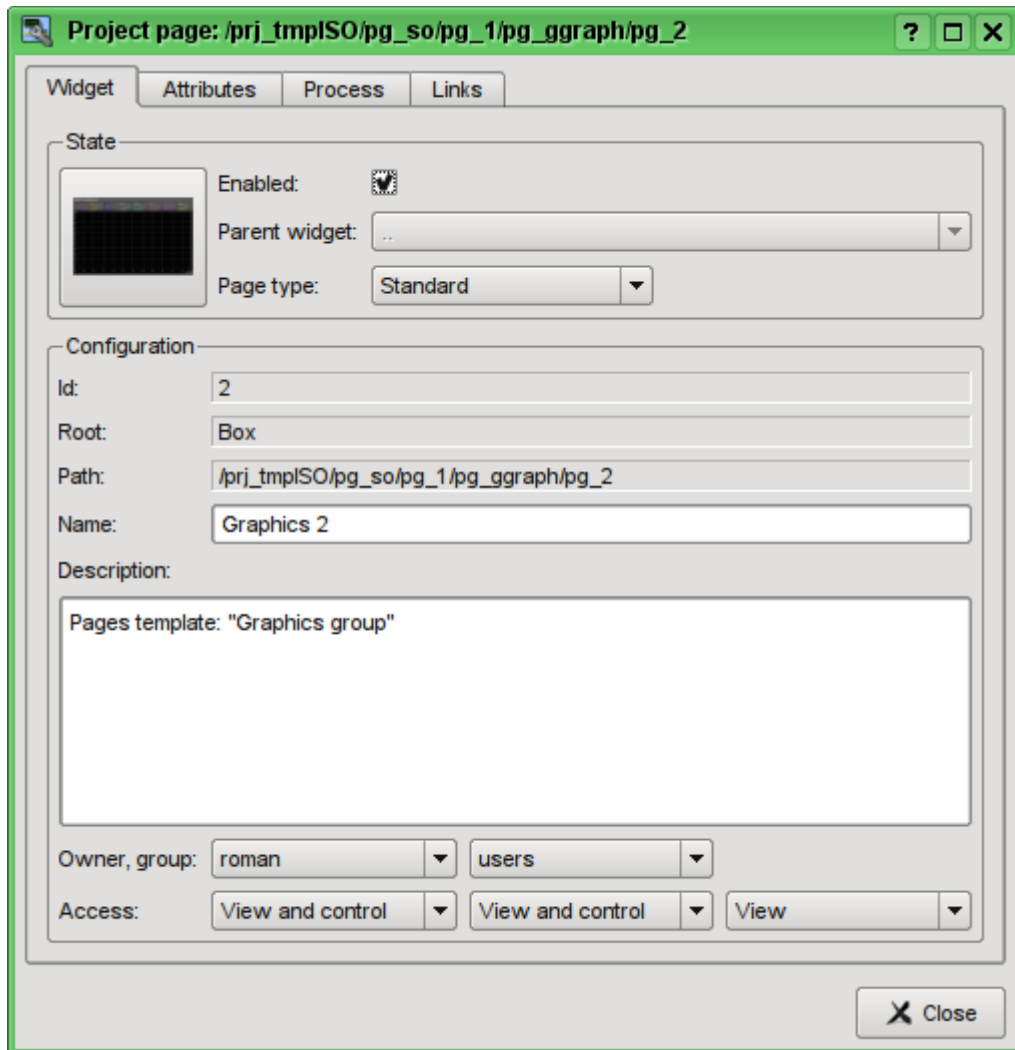 Project page: /prj_tmplSO/pg_so/pg_1/pg_ggraph/pg_2 ?
Widget Attributes Process Links
State
Enabled:
Parent widget: ..
Page type: Standard
Configuration
Id: 2
Root: Box
Path: /prj_tmplSO/pg_so/pg_1/pg_ggraph/pg_2
Name: Graphics 2
Description:
Pages template: "Graphics group"
Owner, group: roman users
Access: View and control View and control View
Close